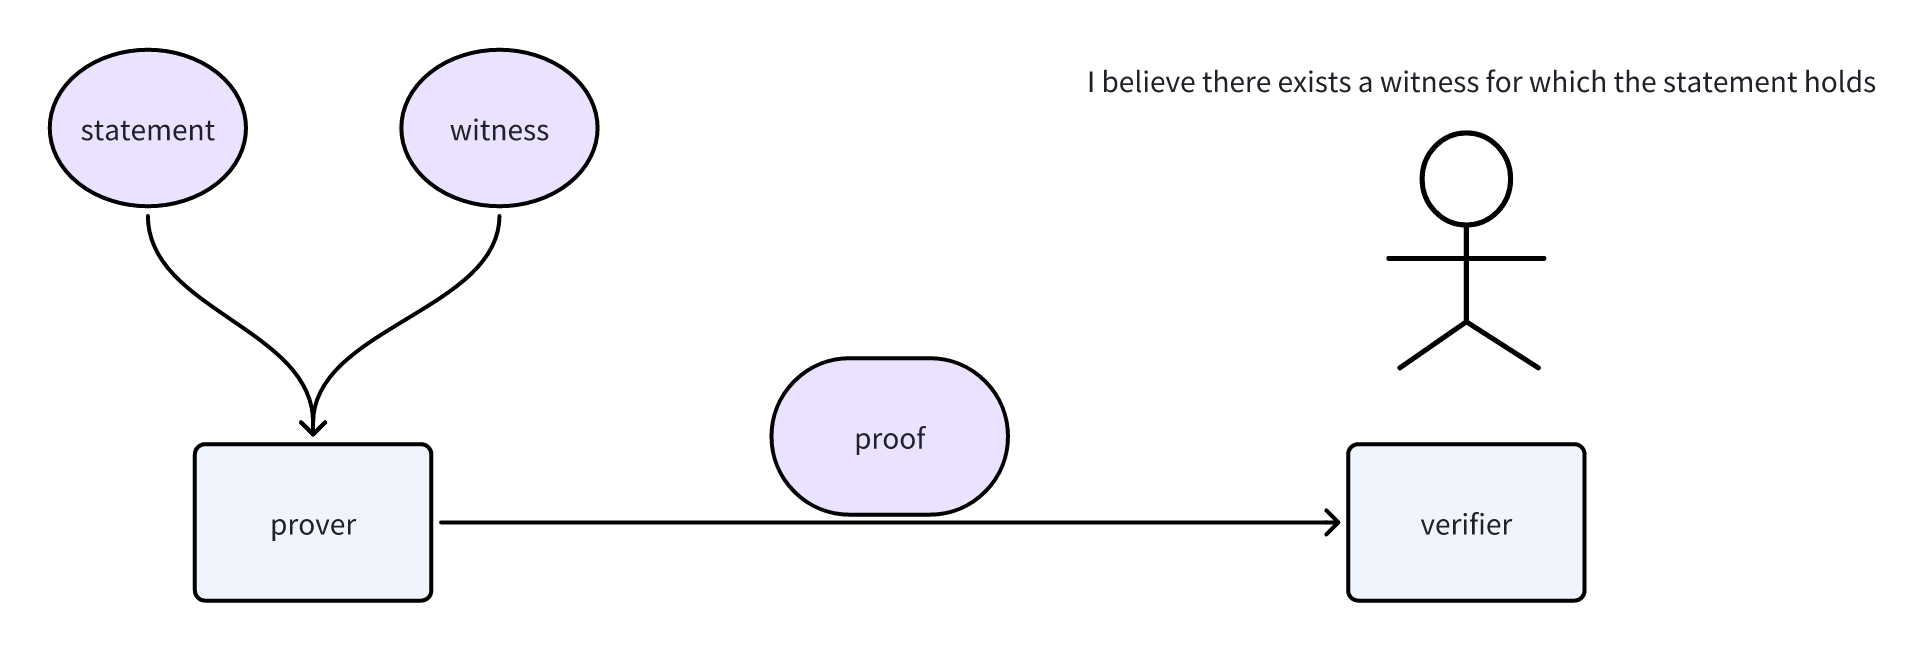 statement
witness
I believe there exists a witness for which the statement holds
proof
prover
verifier